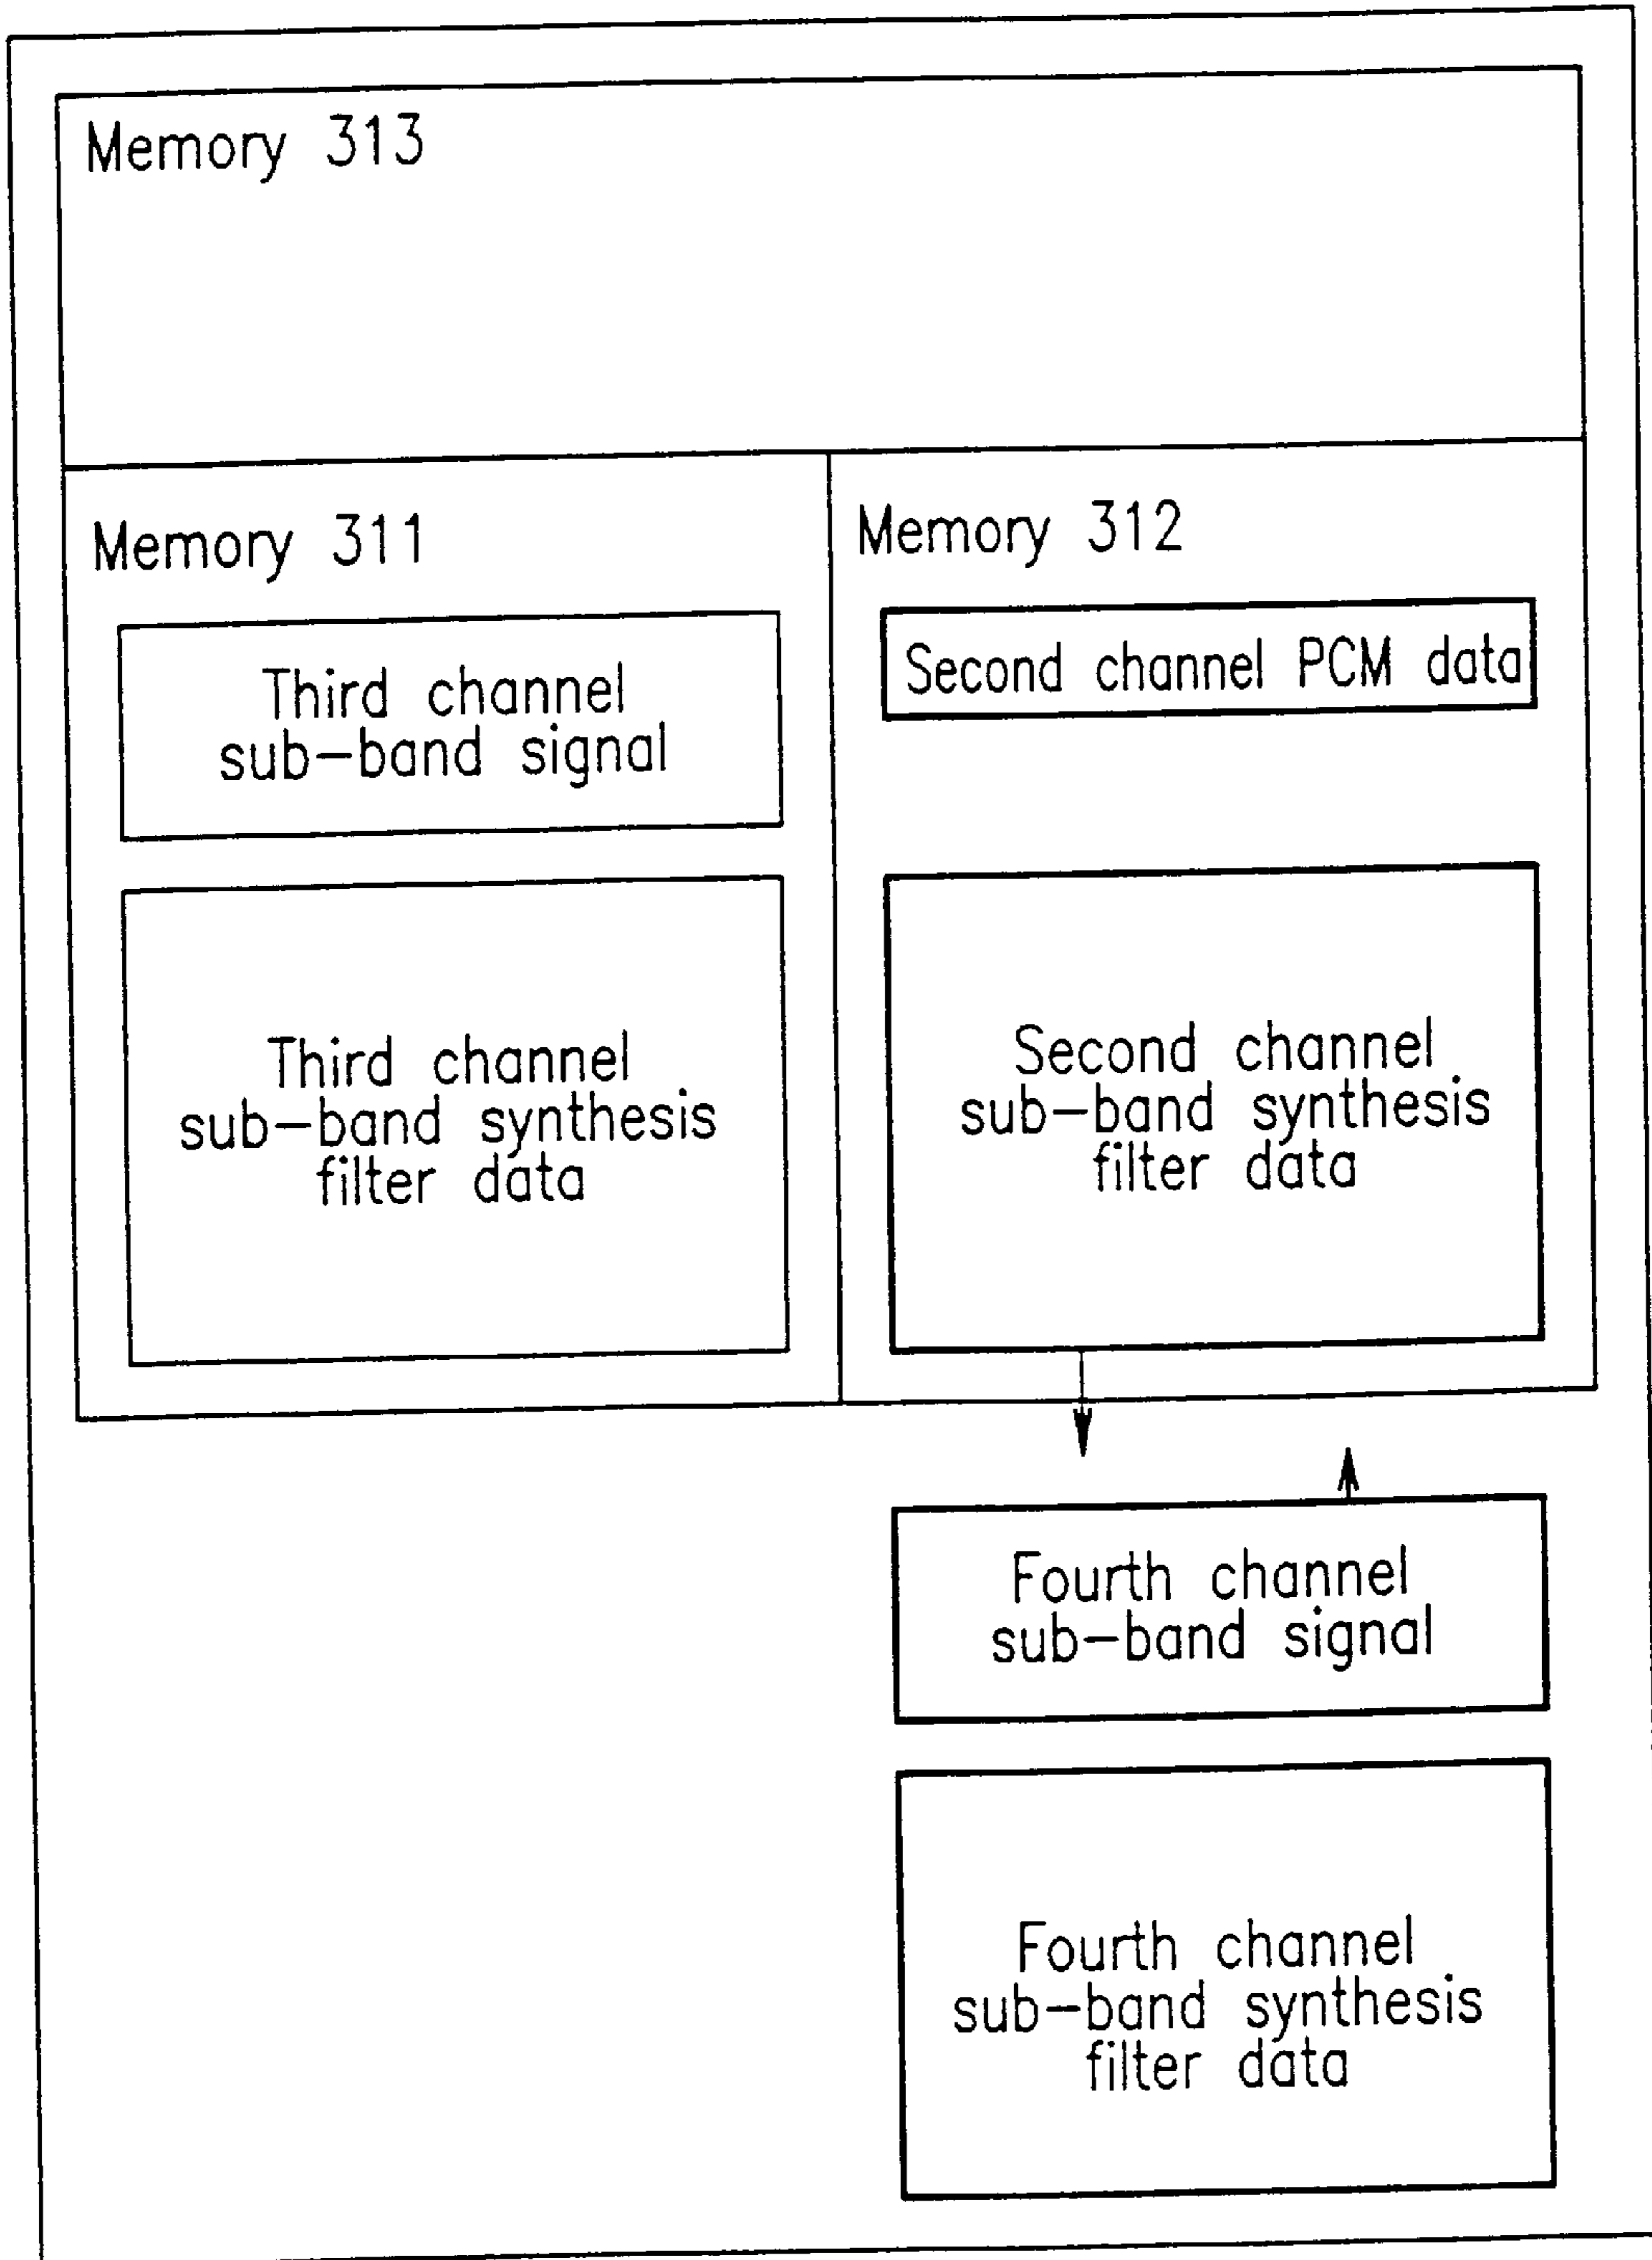 Memory 313
Memory 311
Third channel
sub-band signal
Third channel
sub-band synthesis
filter data
Memory 312
Second channel PCM data
Second channel
sub-band synthesis
filter data
Fourth channel
sub-band signal
Fourth channel
sub-band synthesis
filter data